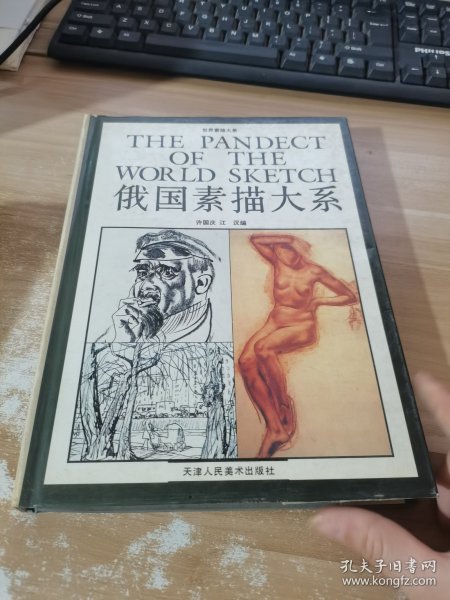 世界素描大系
THE PANDECT
OF THE
WORLD SKETCH
俄国素描大系
许国庆 江 汉编
天津人民美术出版社
PHILIPS
孔夫子旧书网
www.kongfz.com